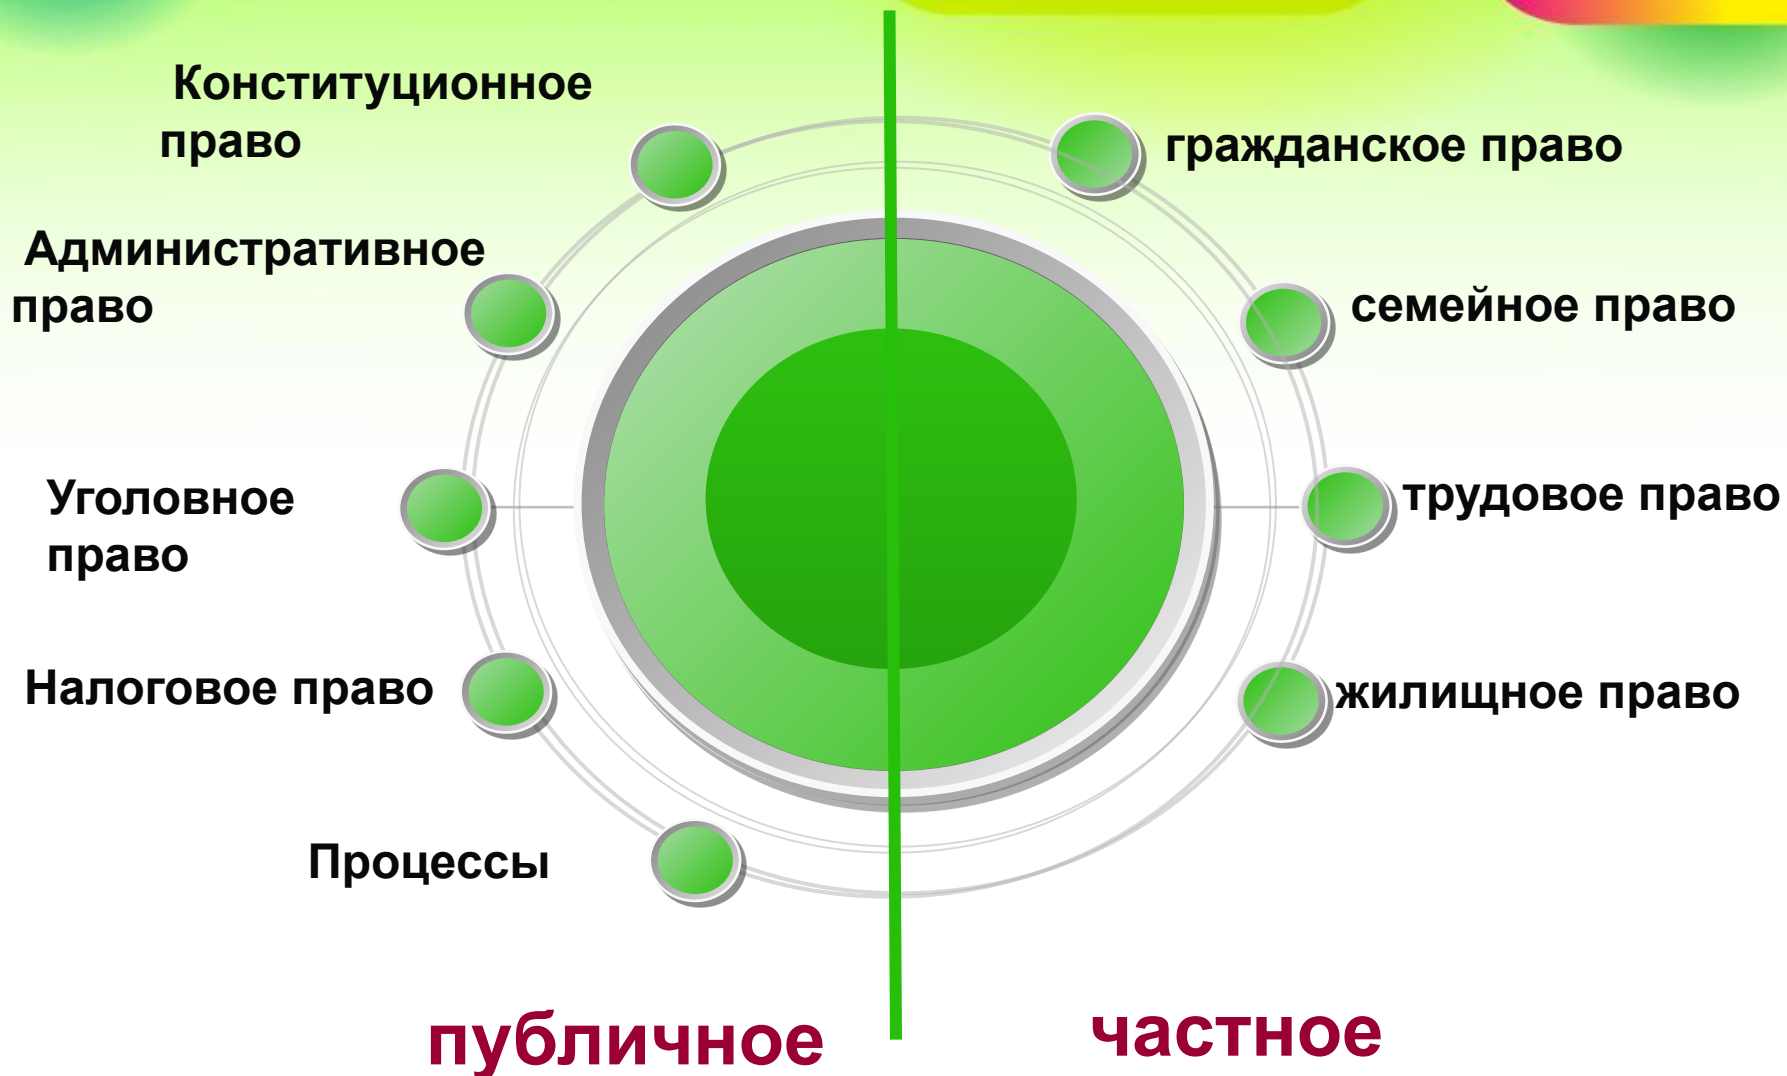 Конституционное
право
Административное
право
Уголовное
право
Налоговое право
Процессы
гражданское право
семейное право
трудовое право
жилищное право
публичное
частное